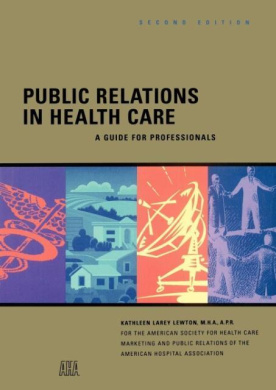 SECOND EDITION
PUBLIC RELATIONS
IN HEALTH CARE
A GUIDE FOR PROFESSIONALS
KATHLEEN LAREY LEWTON, M.H.A., A.P.R.
FOR THE AMERICAN SOCIETY FOR HEALTH CARE
MARKETING AND PUBLIC RELATIONS OF THE
AMERICAN HOSPITAL ASSOCIATION
AHA